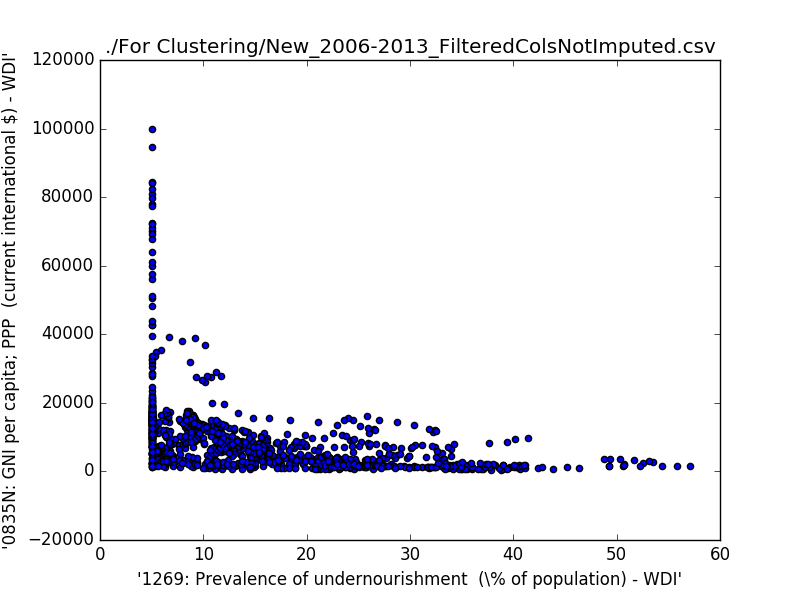 ./For Clustering/New_2006-2013_FilteredColsNotImputed.csv
'0835N: GNI per capita; PPP  (current international $) - WDI'
120000
100000
80000
60000
40000
20000
0
−20000
0 10 20 30 40 50 60
'1269: Prevalence of undernourishment  (\% of population) - WDI'